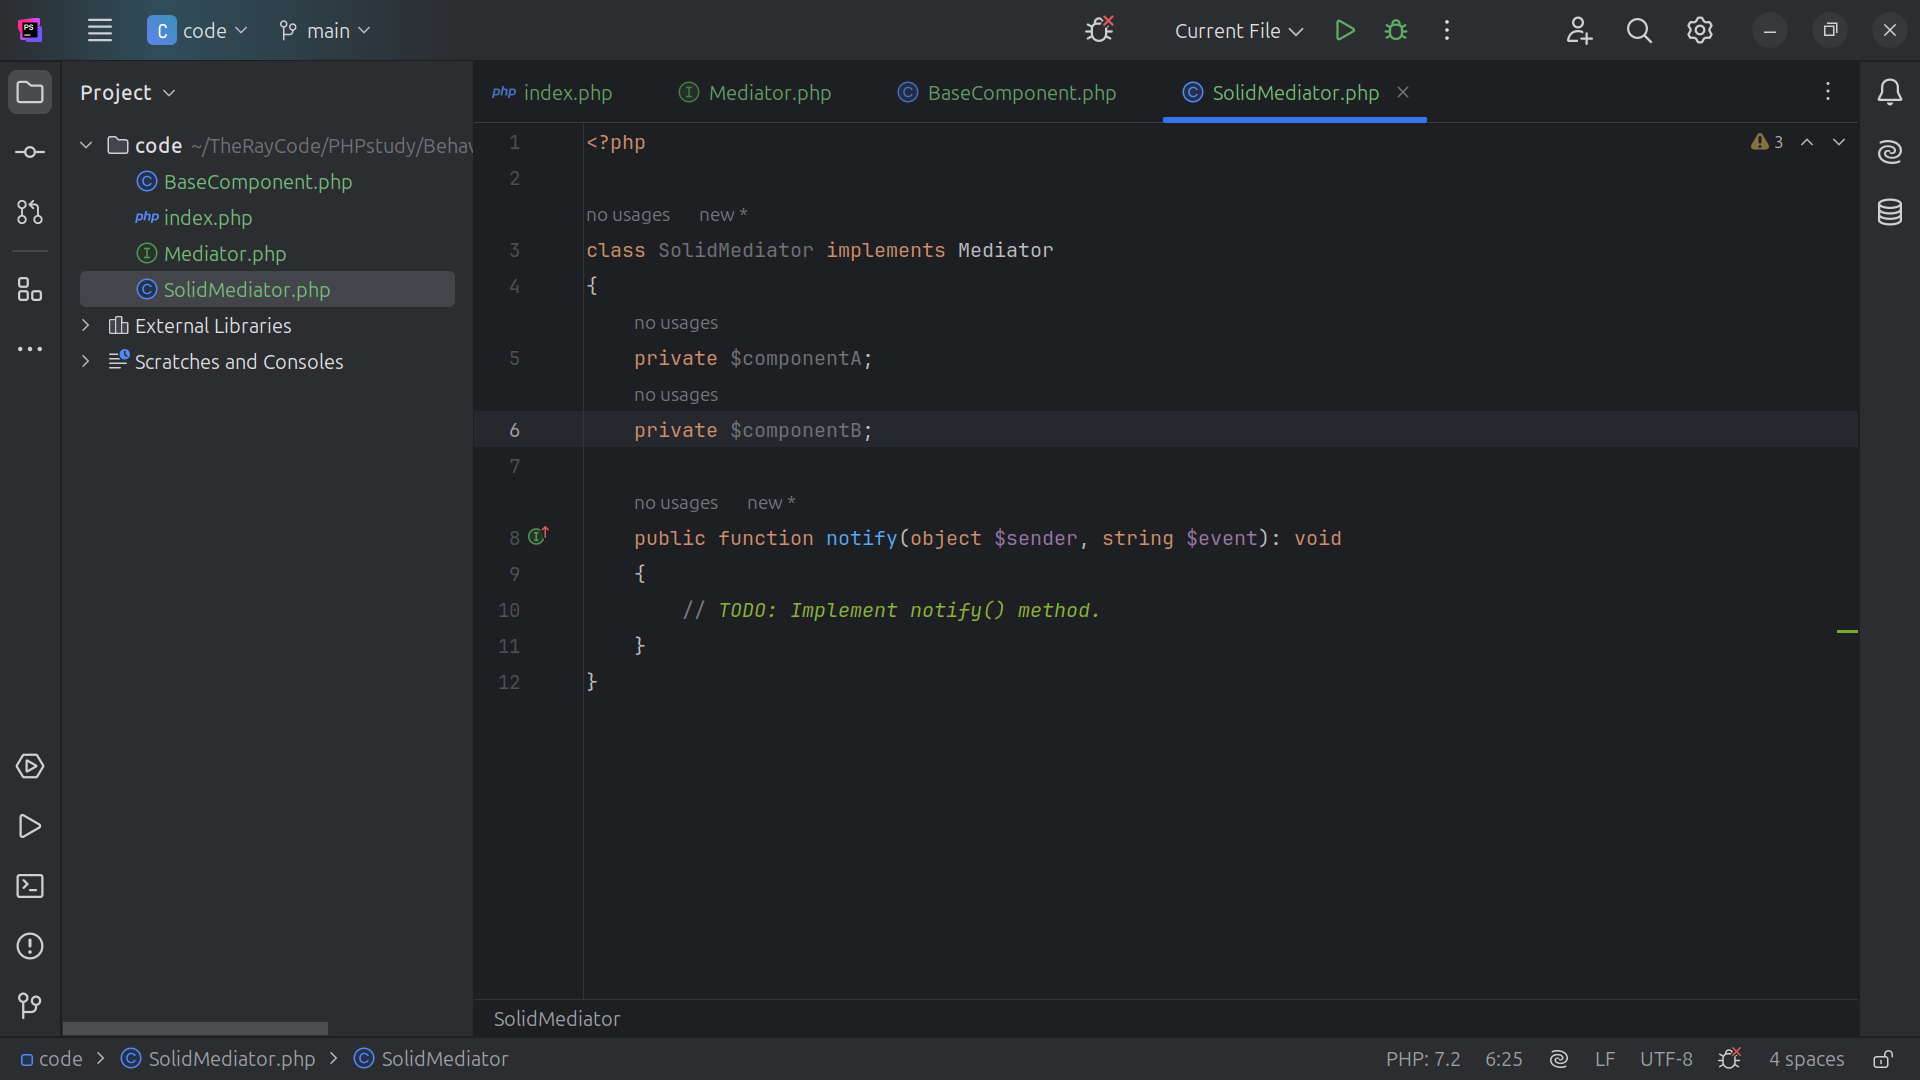 PS
C code
main
Current File
Project
index.php
Mediator.php
BaseComponent.php
SolidMediator.php
code ~/TheRayCode/PHPstudy/Behav
BaseComponent.php
php index.php
Mediator.php
SolidMediator.php
External Libraries
Scratches and Consoles
3
1 <?php
2
no usages new *
3 class SolidMediator implements Mediator
4 {
no usages
5 private $componentA;
no usages
6 private $componentB;
7
no usages new *
8 public function notify(object $sender, string $event): void
9 {
10 // TODO: Implement notify() method.
11 }
12 }
SolidMediator
code > SolidMediator.php > SolidMediator
PHP: 7.2 6:25 LF UTF-8 4 spaces